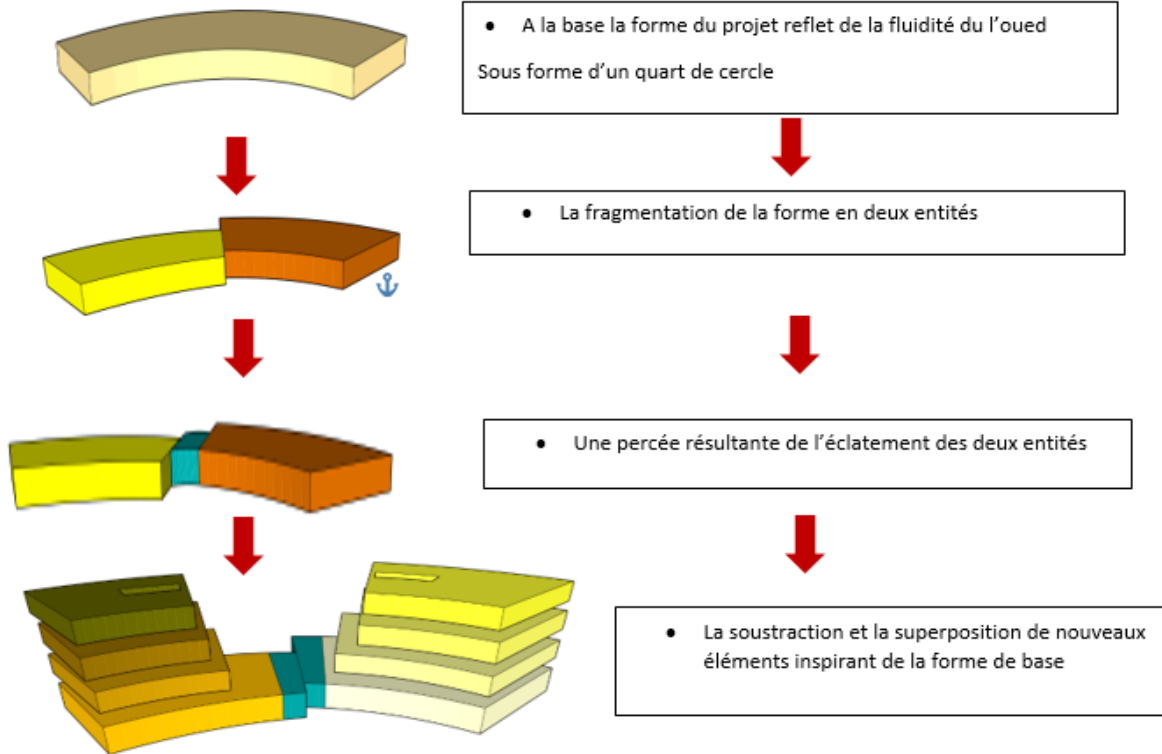 • A la base la forme du projet reflet de la fluidité du l’oued
Sous forme d’un quart de cercle
• La fragmentation de la forme en deux entités
• Une percée résultante de l’éclatement des deux entités
• La soustraction et la superposition de nouveaux
éléments inspirant de la forme de base